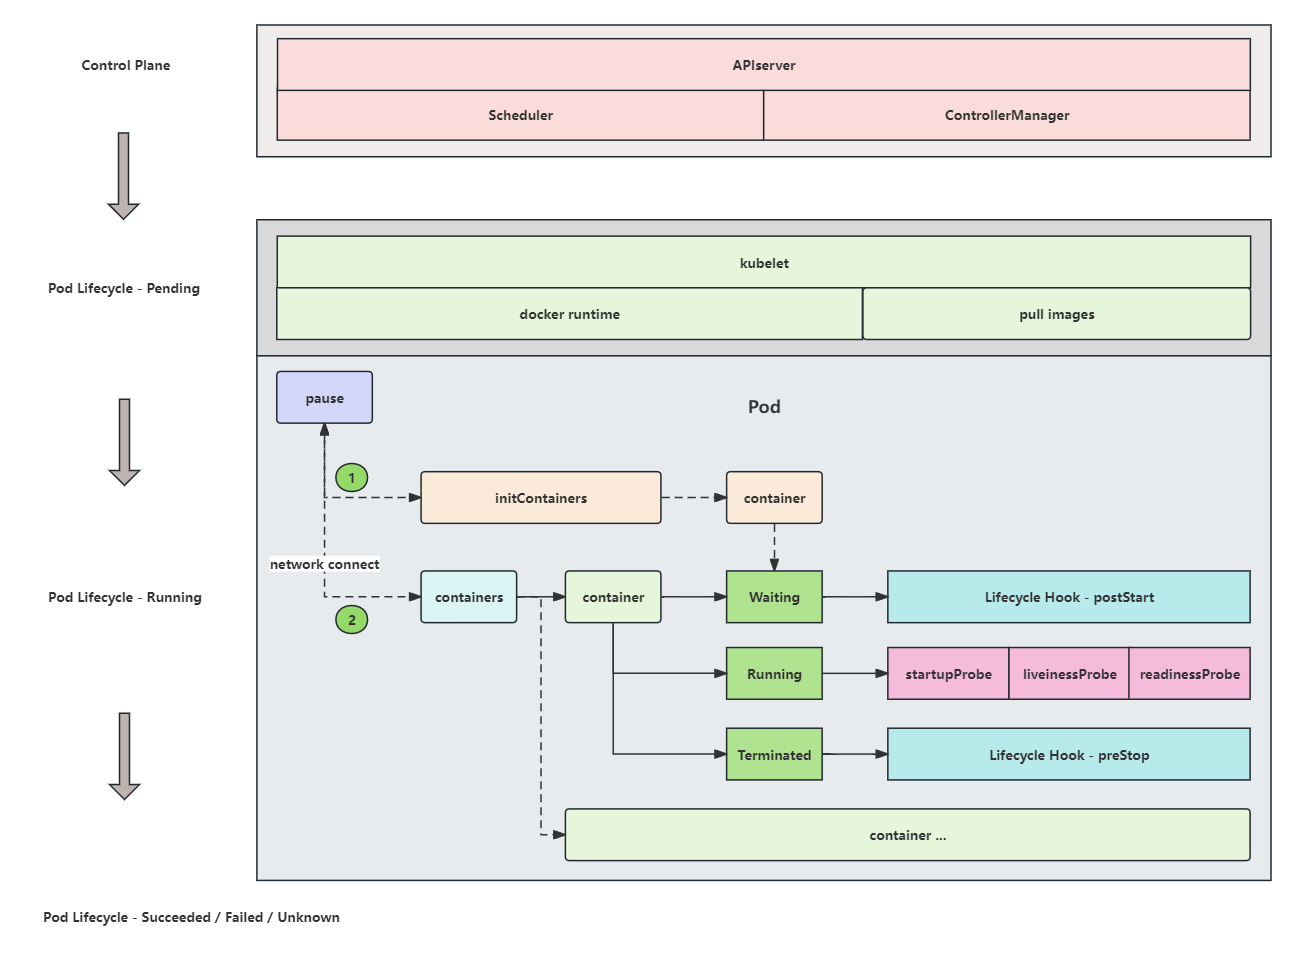 Control Plane
APIserver
Scheduler
ControllerManager
Pod Lifecycle - Pending
kubelet
docker runtime
pull images
pause
Pod
1
initContainers
container
network connect
Pod Lifecycle - Running
2
containers
container
Waiting
Lifecycle Hook - postStart
Running
startupProbe
liveinessProbe
readinessProbe
Terminated
Lifecycle Hook - preStop
container ...
Pod Lifecycle - Succeeded / Failed / Unknown